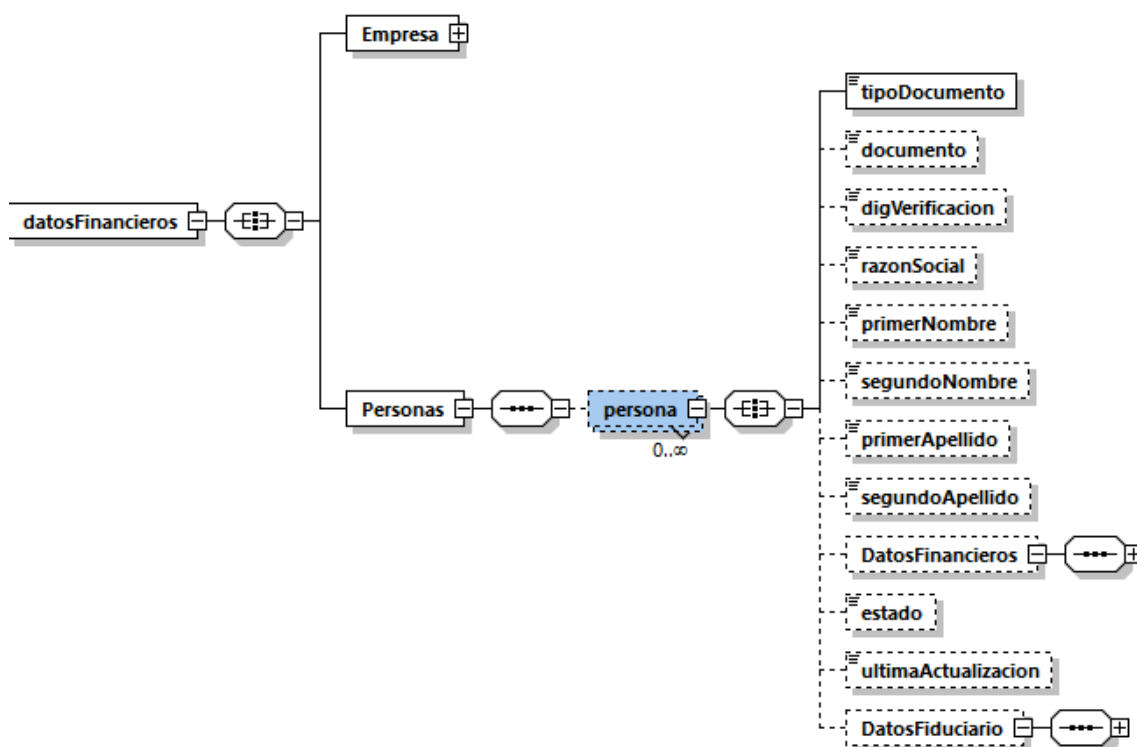 Empresa
tipoDocumento
documento
digVerificacion
datosFinancieros
razonSocial
primerNombre
segundoNombre
Personas
persona
0..∞
primerApellido
segundoApellido
DatosFinancieros
estado
ultimaActualizacion
DatosFiduciario